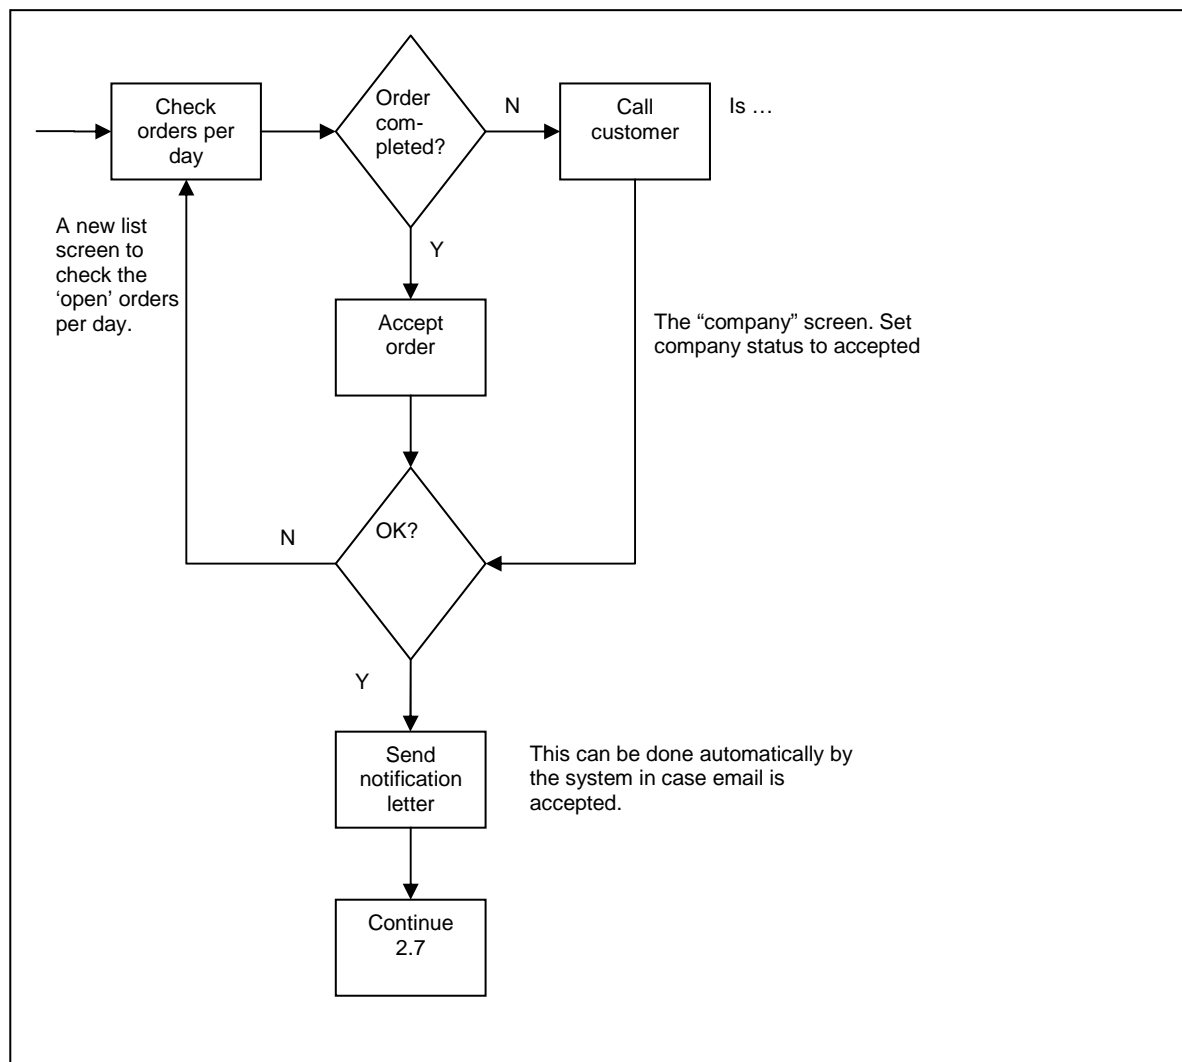 Check
orders per
day
Order
com-
pleted?
N
Call
customer
Is …
A new list
screen to
check the
‘open’ orders
per day.
Y
Accept
order
The “company” screen. Set
company status to accepted
OK?
N
Y
Send
notification
letter
This can be done automatically by
the system in case email is
accepted.
Continue
2.7